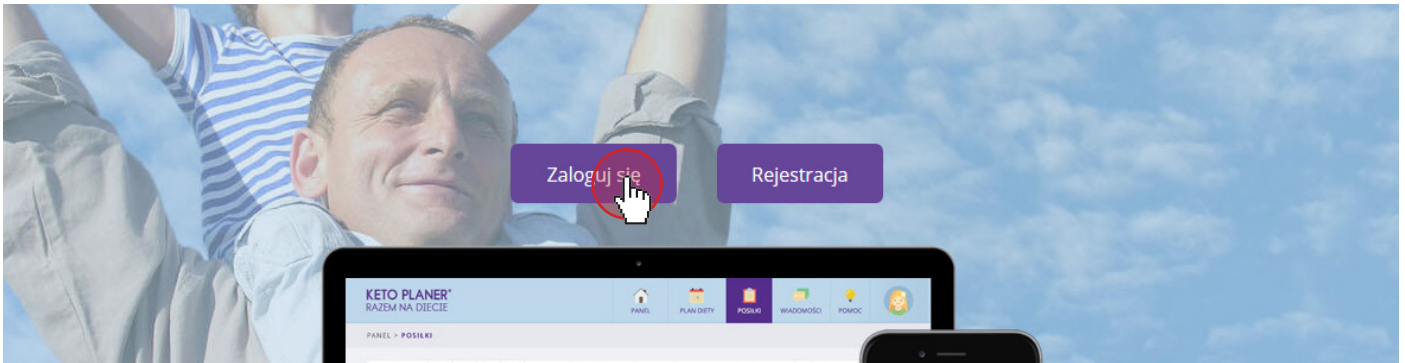 Zaloguj się
Rejestracja
KETO PLANER®
RAZEM NA DIECIE
PANEL
PLAN DIETY
POSIŁKI
WIADOMOŚCI
POMOC
PANEL > POSIŁKI